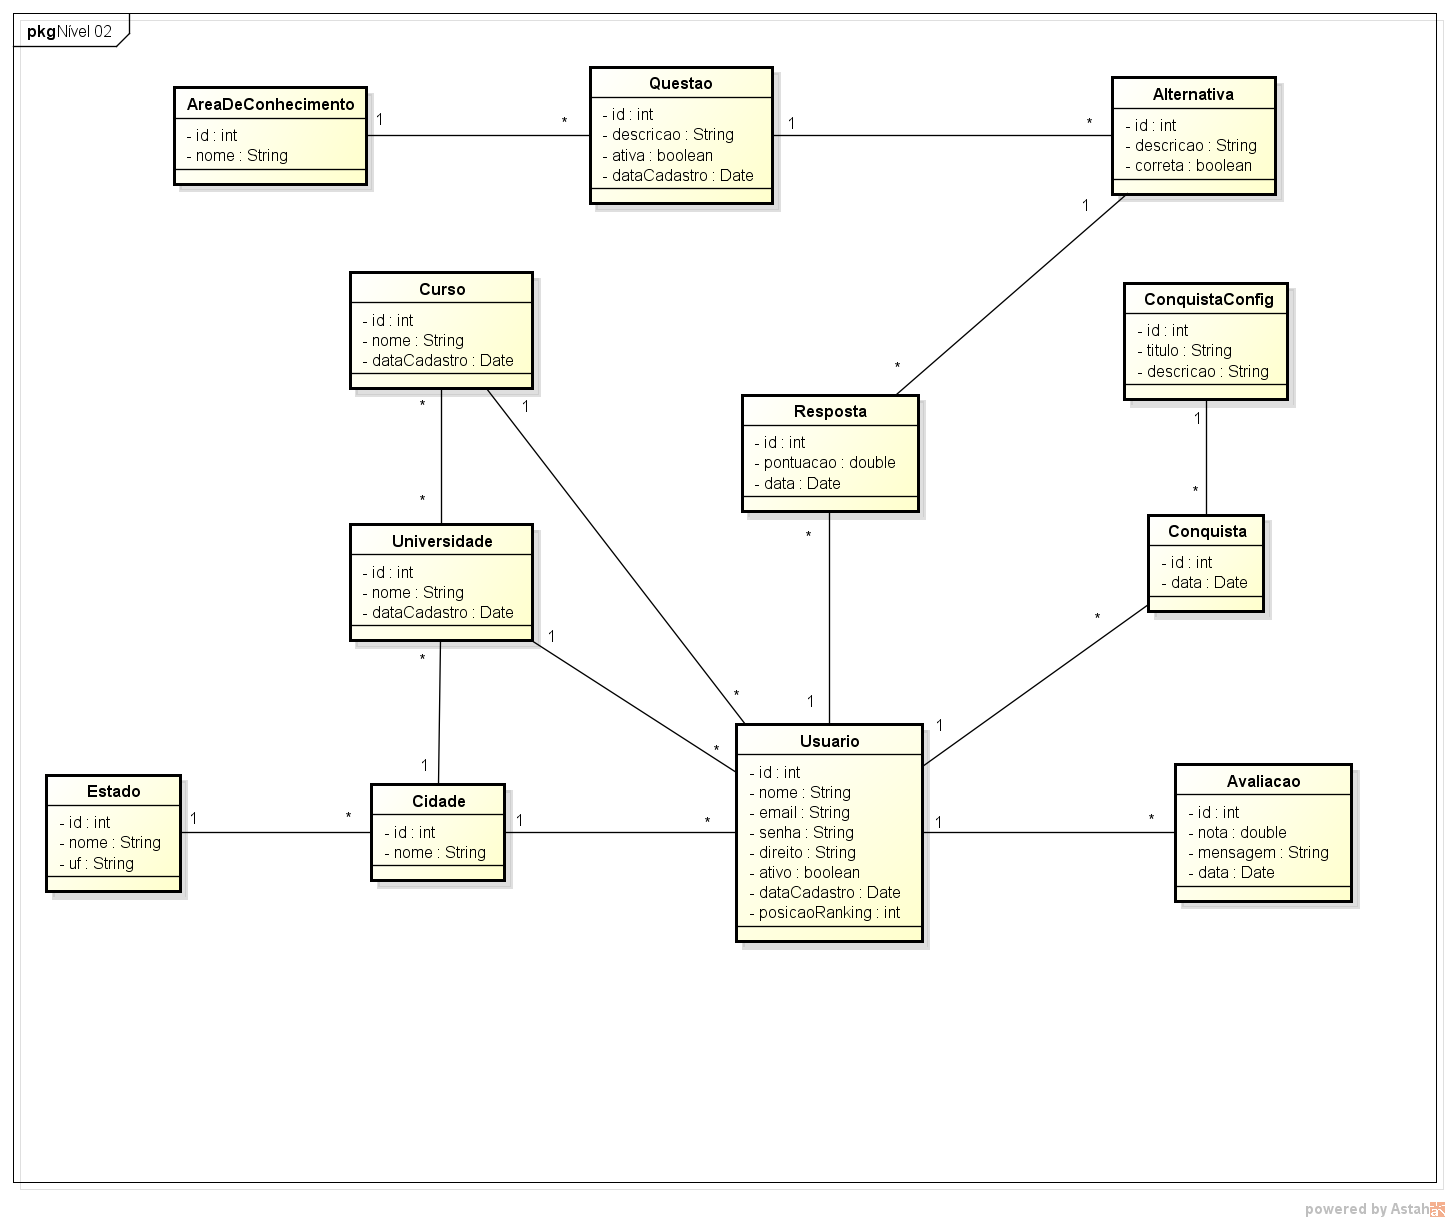 pkg Nível 02
AreaDeConhecimento
- id : int
- nome : String
1
*
Questao
- id : int
- descricao : String
- ativa : boolean
- dataCadastro : Date
1
*
Alternativa
- id : int
- descricao : String
- correta : boolean
1
*
Curso
- id : int
- nome : String
- dataCadastro : Date
*
1
*
*
Resposta
- id : int
- pontuacao : double
- data : Date
*
1
ConquistaConfig
- id : int
- titulo : String
- descricao : String
1
*
Universidade
- id : int
- nome : String
- dataCadastro : Date
*
1
1
*
Conquista
- id : int
- data : Date
*
1
Estado
- id : int
- nome : String
- uf : String
1
*
Cidade
- id : int
- nome : String
1
*
Usuario
- id : int
- nome : String
- email : String
- senha : String
- direito : String
- ativo : boolean
- dataCadastro : Date
- posicaoRanking : int
1
*
Avaliacao
- id : int
- nota : double
- mensagem : String
- data : Date
powered by Astah